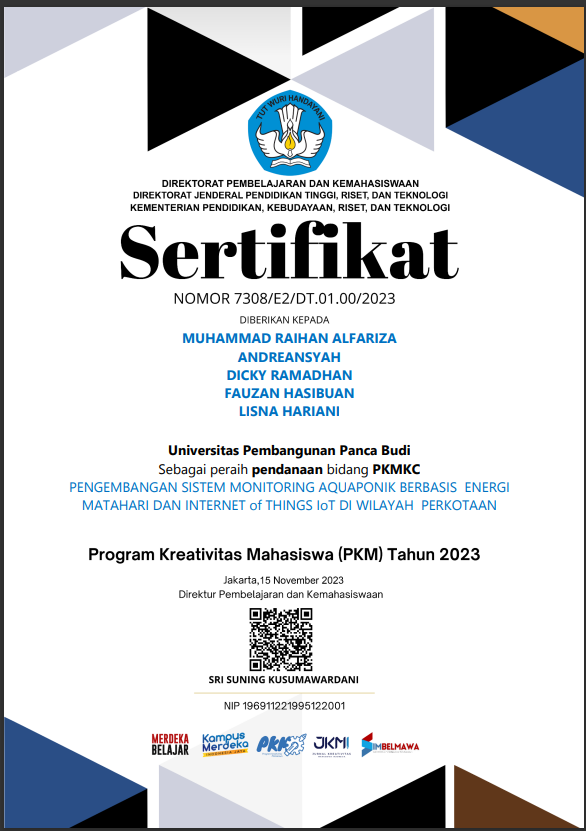 TUT WURI HANDAYANI
DIREKTORAT PEMBELAJARAN DAN KEMAHASISWAAN
DIREKTORAT JENDERAL PENDIDIKAN TINGGI, RISET, DAN TEKNOLOGI
KEMENTERIAN PENDIDIKAN, KEBUDAYAAN, RISET, DAN TEKNOLOGI
Sertifikat
NOMOR 7308/E2/DT.01.00/2023
DIBERIKAN KEPADA
MUHAMMAD RAIHAN ALFARIZA
ANDREANSYAH
DICKY RAMADHAN
FAUZAN HASIBUAN
LISNA HARIANI
Universitas Pembangunan Panca Budi
Sebagai peraih pendanaan bidang PKMKC
PENGEMBANGAN SISTEM MONITORING AQUAPONIK BERBASIS ENERGI
MATAHARI DAN INTERNET of THINGS IoT DI WILAYAH PERKOTAAN
Program Kreativitas Mahasiswa (PKM) Tahun 2023
Jakarta,15 November 2023
Direktur Pembelajaran dan Kemahasiswaan
SRI SUNING KUSUMAWARDANI
NIP 196911221995122001
MERDEKA
BELAJAR
Kampus
Merdeka
INDONESIA JAYA
PKM
JKMI
SIMBELMAWA